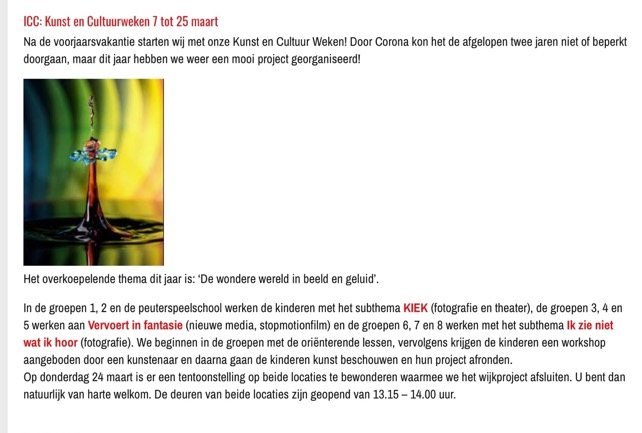 ICC: Kunst en Cultuurweken 7 tot 25 maart
Na de voorjaarsvakantie starten wij met onze Kunst en Cultuur Weken! Door Corona kon het de afgelopen twee jaren niet of beperkt
doorgaan, maar dit jaar hebben we weer een mooi project georganiseerd!
Het overkoepelende thema dit jaar is: ‘De wondere wereld in beeld en geluid’.
In de groepen 1, 2 en de peuterspeelschool werken de kinderen met het subthema KIEK (fotografie en theater), de groepen 3, 4 en
5 werken aan Vervoert in fantasie (nieuwe media, stopmotionfilm) en de groepen 6, 7 en 8 werken met het subthema Ik zie niet
wat ik hoor (fotografie). We beginnen in de groepen met de oriënterende lessen, vervolgens krijgen de kinderen een workshop
aangeboden door een kunstenaar en daarna gaan de kinderen kunst beschouwen en hun project afronden.
Op donderdag 24 maart is er een tentoonstelling op beide locaties te bewonderen waarmee we het wijkproject afsluiten. U bent dan
natuurlijk van harte welkom. De deuren van beide locaties zijn geopend van 13.15 – 14.00 uur.